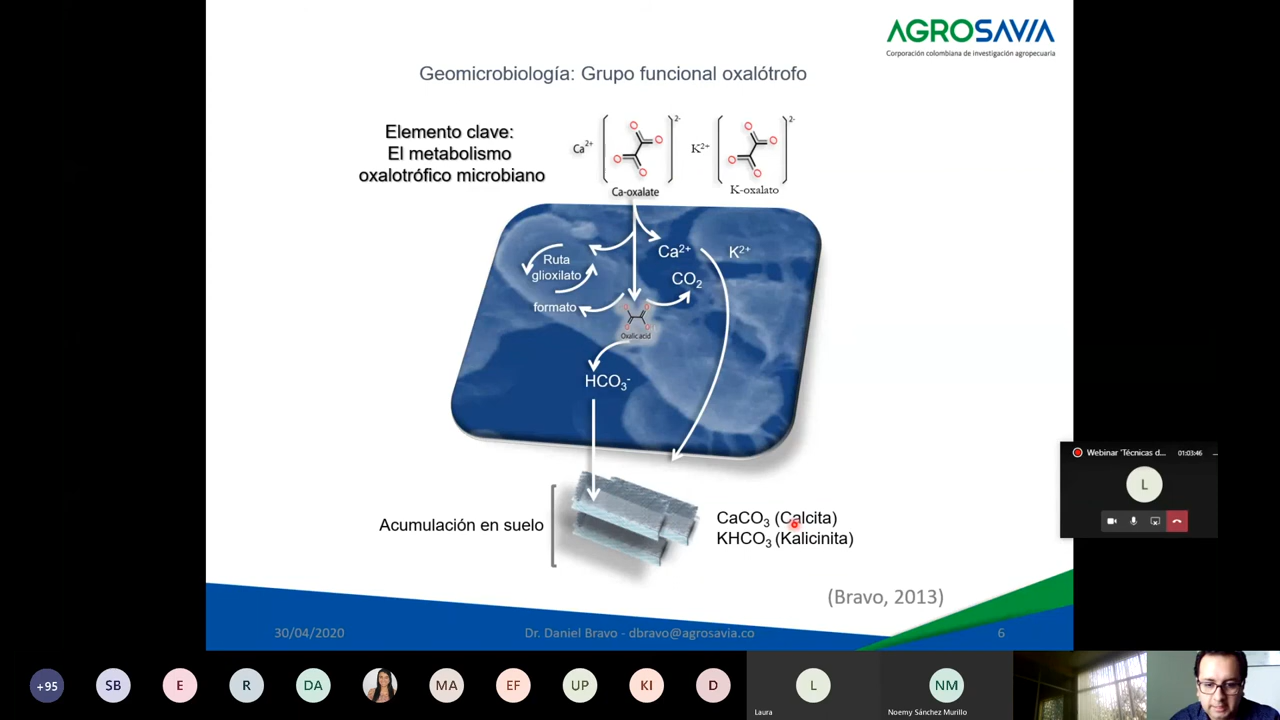 AGROSAVIA
Corporación colombiana de investigación agropecuaria
Geomicrobiología: Grupo funcional oxalótrofo
Elemento clave:
El metabolismo
oxalotrófico microbiano
Ca2+
O
O
O
O
2-
K2+
O
O
O
O
2-
Ca-oxalate
K-oxalato
Ruta
glioxilato
Ca2+
K2+
CO2
formato
Oxalic acid
HCO3-
Webinar 'Técnicas d...
01:03:46
...
L
Acumulación en suelo
CaCO3 (Calcita)
KHCO3 (Kalicinita)
(Bravo, 2013)
30/04/2020
Dr. Daniel Bravo - dbravo@agrosavia.co
6
+95
SB
E
R
DA
MA
EF
UP
KI
D
L
Laura
NM
Noemy Sánchez Murillo